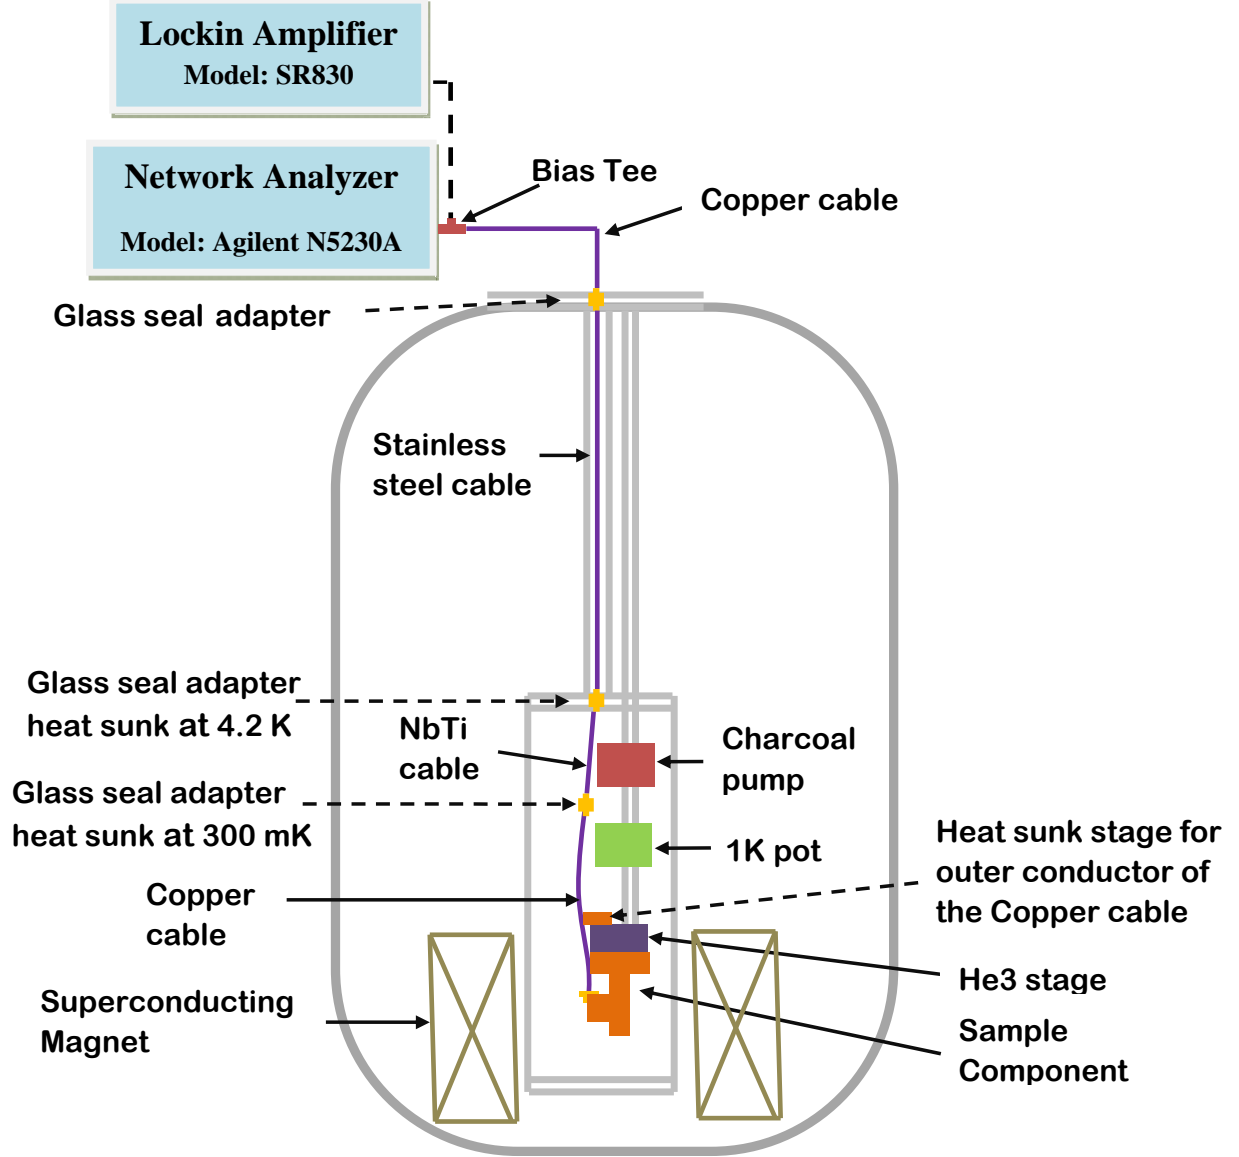 Lockin Amplifier
Model: SR830
Network Analyzer
Model: Agilent N5230A
Bias Tee
Copper cable
Glass seal adapter
Stainless
steel cable
Glass seal adapter
heat sunk at 4.2 K
NbTi
cable
Charcoal
pump
Glass seal adapter
heat sunk at 300 mK
1K pot
Heat sunk stage for
outer conductor of
the Copper cable
Copper
cable
He3 stage
Superconducting
Magnet
Sample
Component